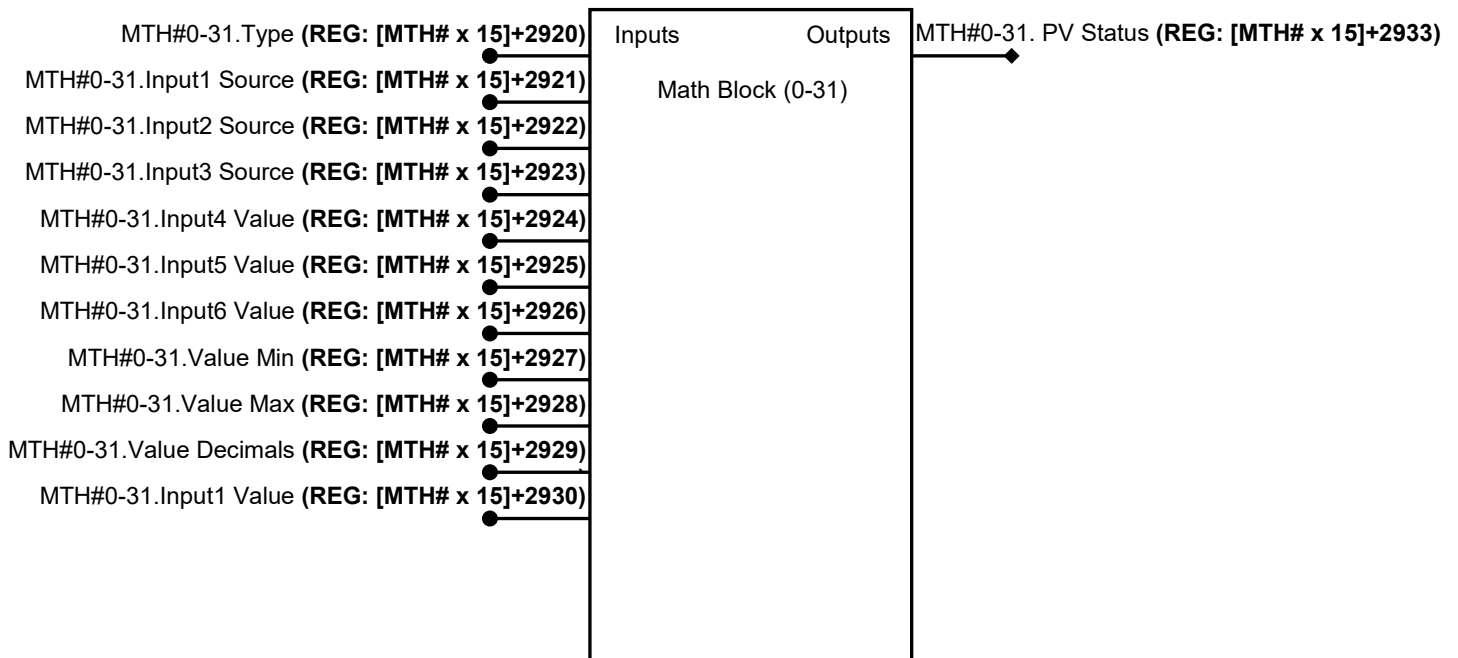 MTH#0-31.Type (REG: [MTH# x 15]+2920)
MTH#0-31.Input1 Source (REG: [MTH# x 15]+2921)
MTH#0-31.Input2 Source (REG: [MTH# x 15]+2922)
MTH#0-31.Input3 Source (REG: [MTH# x 15]+2923)
MTH#0-31.Input4 Value (REG: [MTH# x 15]+2924)
MTH#0-31.Input5 Value (REG: [MTH# x 15]+2925)
MTH#0-31.Input6 Value (REG: [MTH# x 15]+2926)
MTH#0-31.Value Min (REG: [MTH# x 15]+2927)
MTH#0-31.Value Max (REG: [MTH# x 15]+2928)
MTH#0-31.Value Decimals (REG: [MTH# x 15]+2929)
MTH#0-31.Input1 Value (REG: [MTH# x 15]+2930)
Inputs Outputs
Math Block (0-31)
MTH#0-31. PV Status (REG: [MTH# x 15]+2933)